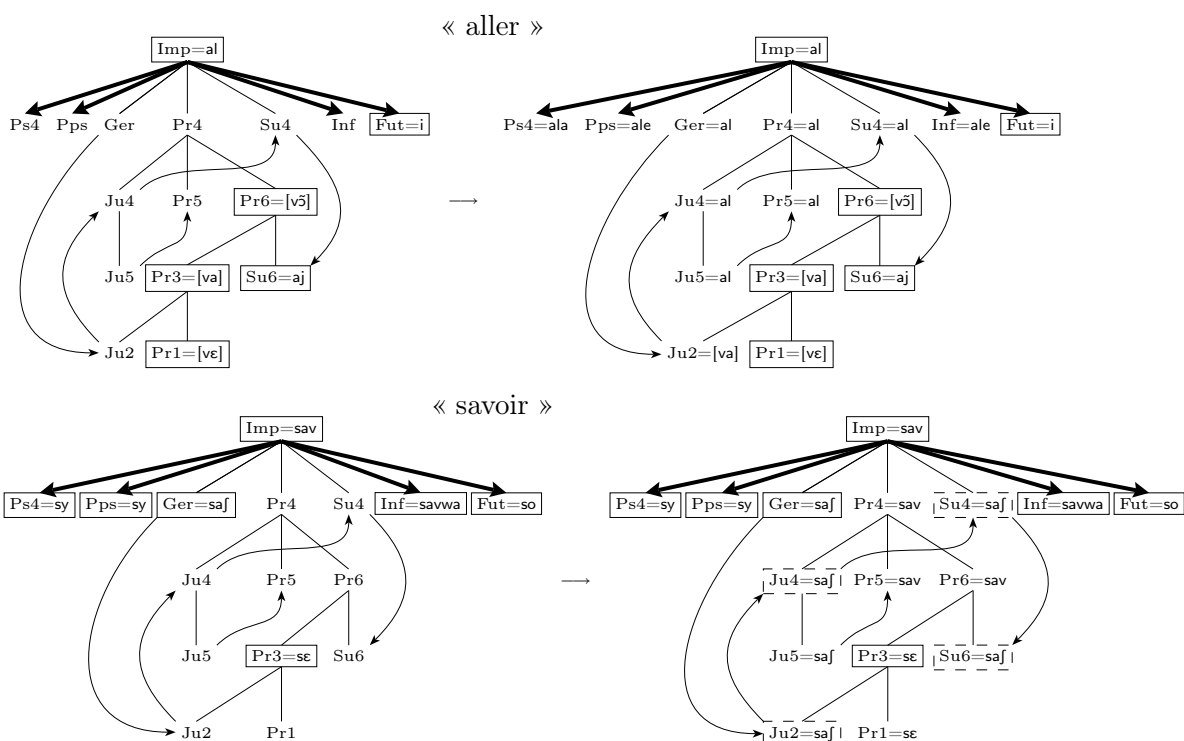 « aller »
Imp=al Imp=al
Ps4 Pps Ger Pr4 Su4 Inf Fut=i Ps4=ala Pps=ale Ger=al Pr4=al Su4=al Inf=ale Fut=i
Ju4 Pr5 Pr6=[vɔ̃] → Ju4=al Pr5=al Pr6=[vɔ̃]
Ju5 Pr3=[va] Su6=aj Ju5=al Pr3=[va] Su6=aj
Ju2 Pr1=[vɛ] Ju2=[va] Pr1=[vɛ]
« savoir »
Imp=sav Imp=sav
Ps4=sy Pps=sy Ger=saʃ Pr4 Su4 Inf=savwa Fut=so Ps4=sy Pps=sy Ger=saʃ Pr4=sav Su4=saʃ Inf=savwa Fut=so
Ju4 Pr5 Pr6 → Ju4=saʃ Pr5=sav Pr6=sav
Ju5 Pr3=sɛ Su6 Ju5=saʃ Pr3=sɛ Su6=saʃ
Ju2 Pr1 Ju2=saʃ Pr1=sɛ